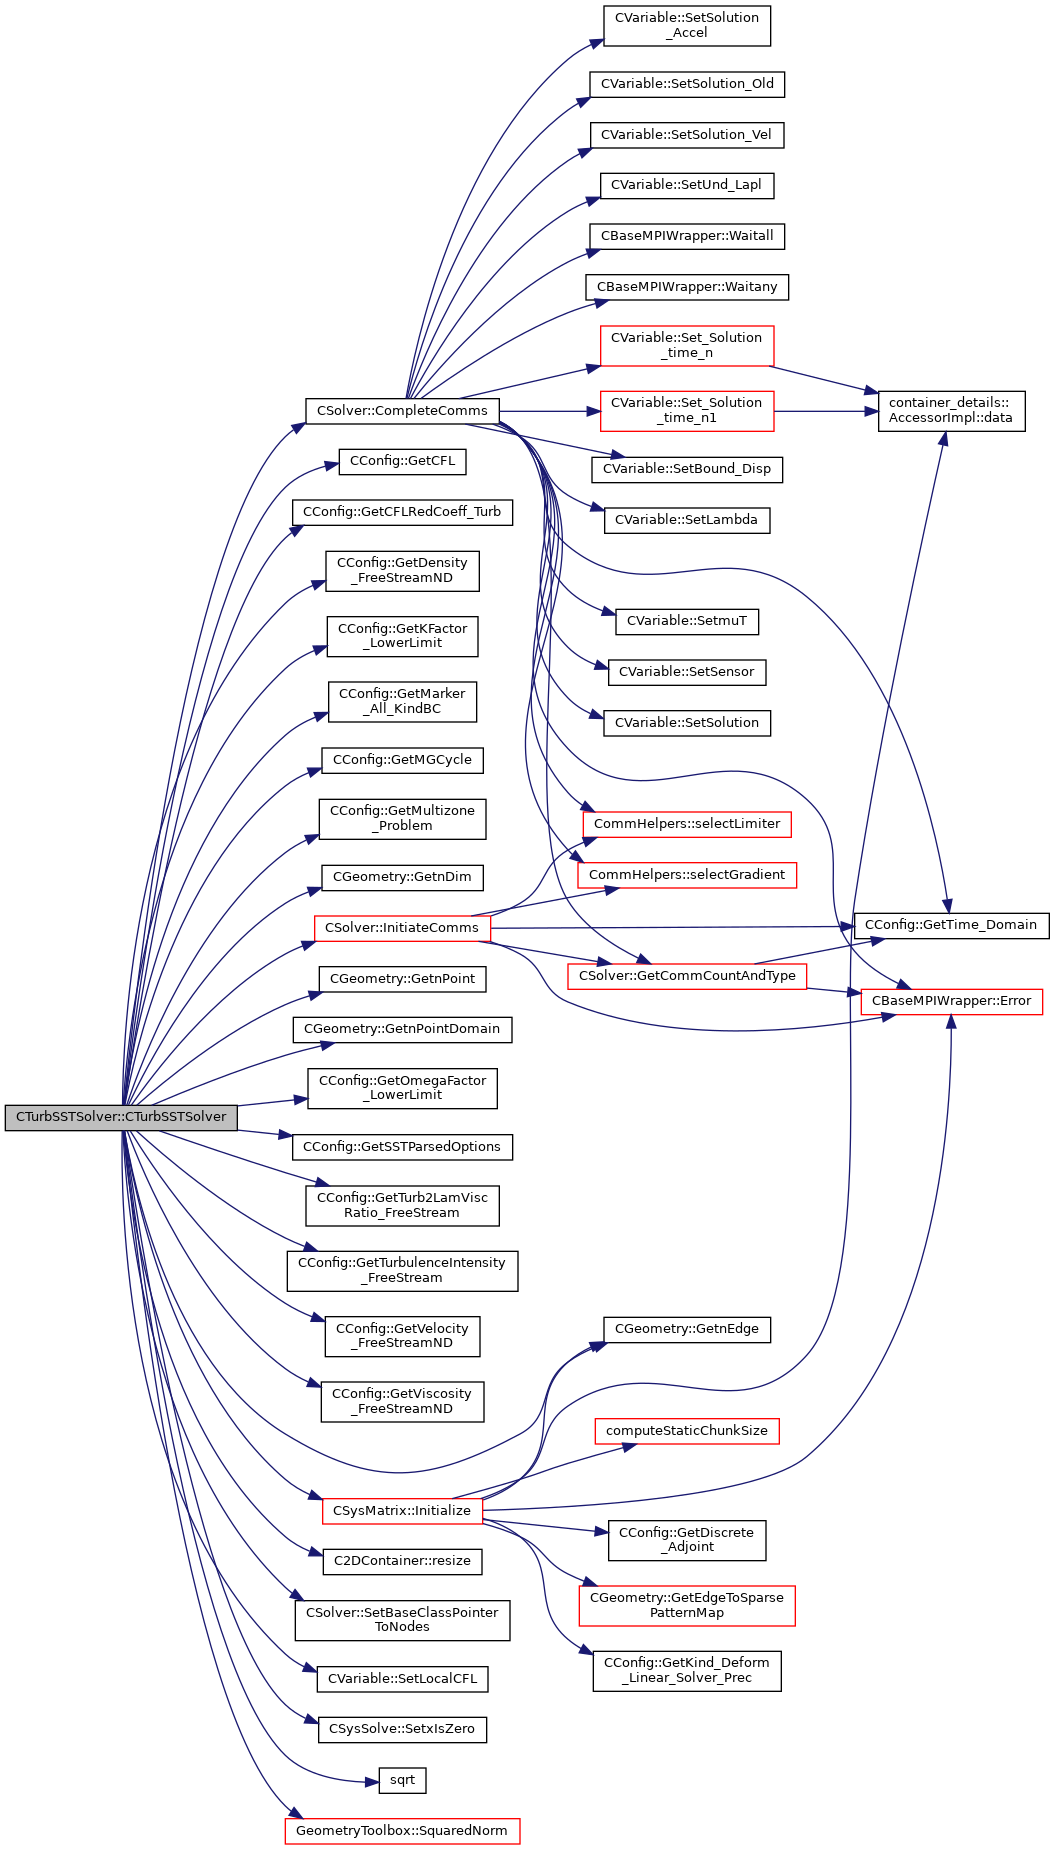 CVariable::SetSolution
_Accel
CVariable::SetSolution_Old
CVariable::SetSolution_Vel
CVariable::SetUnd_Lapl
CBaseMPIWrapper::Waitall
CBaseMPIWrapper::Waitany
CVariable::Set_Solution
_time_n
CVariable::Set_Solution
_time_n1
container_details::
AccessorImpl::data
CSolver::CompleteComms
CConfig::GetCFL
CVariable::SetBound_Disp
CConfig::GetCFLRedCoeff_Turb
CVariable::SetLambda
CConfig::GetDensity
_FreeStreamND
CConfig::GetKFactor
_LowerLimit
CVariable::SetmuT
CVariable::SetSensor
CConfig::GetMarker
_All_KindBC
CVariable::SetSolution
CConfig::GetMGCycle
CConfig::GetMultizone
_Problem
CommHelpers::selectLimiter
CGeometry::GetnDim
CommHelpers::selectGradient
CSolver::InitiateComms
CConfig::GetTime_Domain
CGeometry::GetnPoint
CSolver::GetCommCountAndType
CBaseMPIWrapper::Error
CGeometry::GetnPointDomain
CConfig::GetOmegaFactor
_LowerLimit
CTurbSSTSolver::CTurbSSTSolver
CConfig::GetSSTParsedOptions
CConfig::GetTurb2LamVisc
Ratio_FreeStream
CConfig::GetTurbulenceIntensity
_FreeStream
CConfig::GetVelocity
_FreeStreamND
CGeometry::GetnEdge
CConfig::GetViscosity
_FreeStreamND
computeStaticChunkSize
CSysMatrix::Initialize
CConfig::GetDiscrete
_Adjoint
C2DContainer::resize
CGeometry::GetEdgeToSparse
PatternMap
CSolver::SetBaseClassPointer
ToNodes
CConfig::GetKind_Deform
_Linear_Solver_Prec
CVariable::SetLocalCFL
CSysSolve::SetxIsZero
sqrt
GeometryToolbox::SquaredNorm